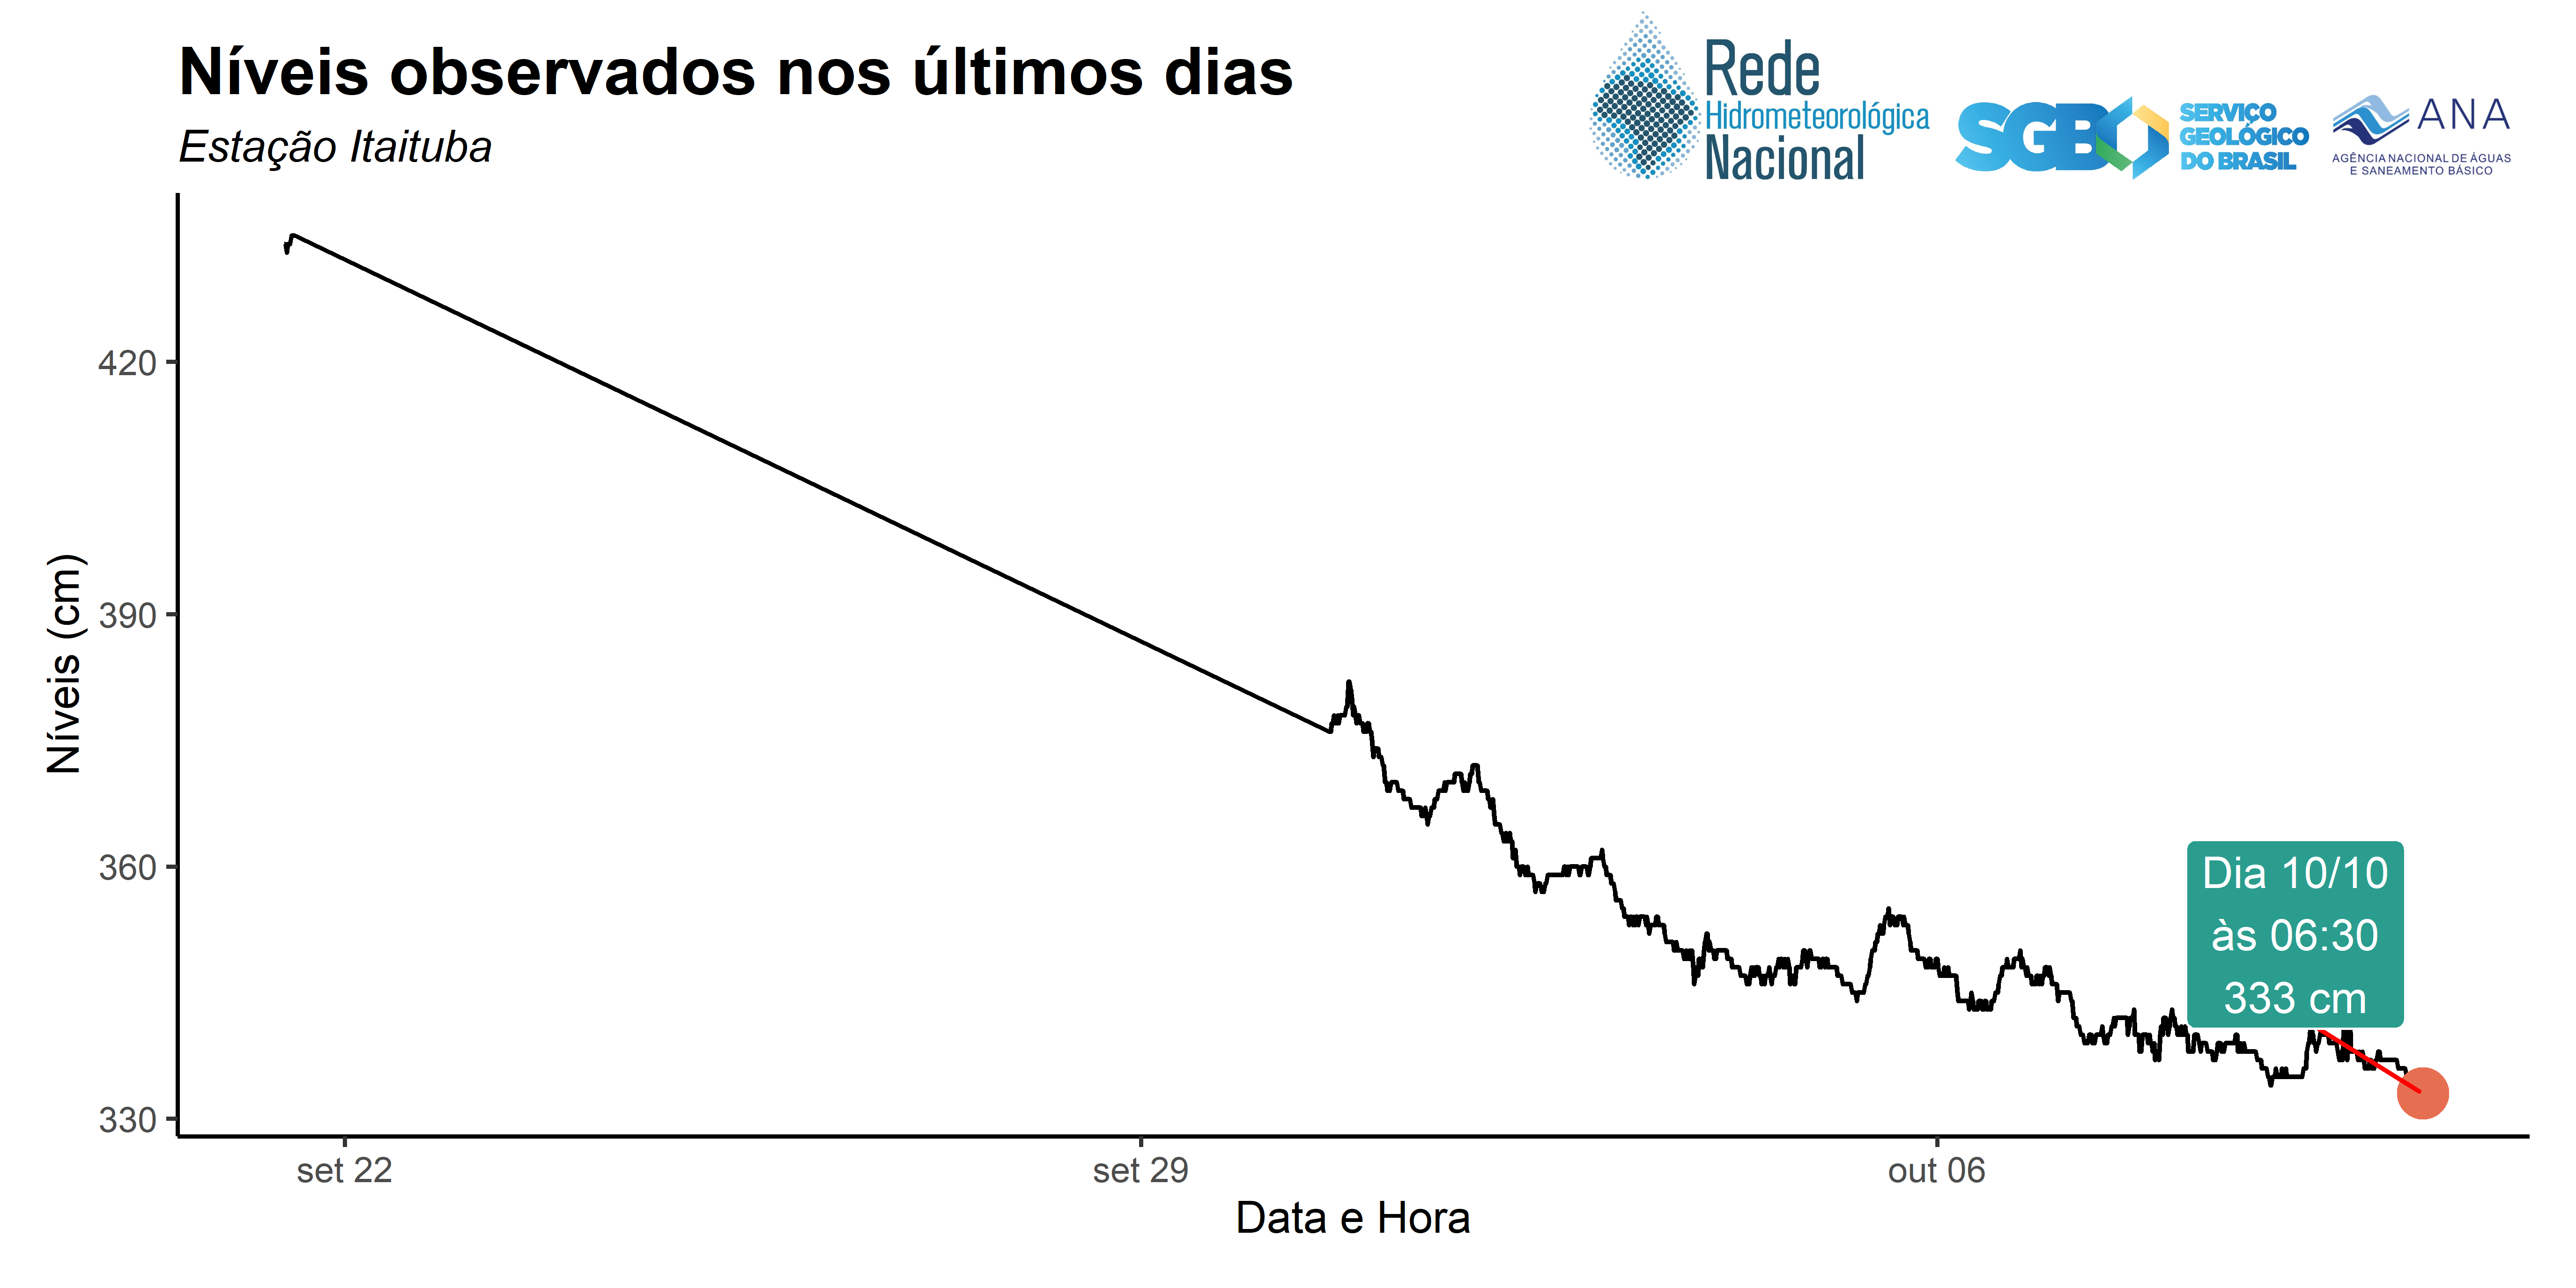 Níveis observados nos últimos dias
Estação Itaituba
Rede
Hidrometeorológica
Nacional
SGB
SERVIÇO
GEOLÓGICO
DO BRASIL
ANA
AGÊNCIA NACIONAL DE ÁGUAS
E SANEAMENTO BÁSICO
Níveis (cm)
420
390
360
330
Dia 10/10
às 06:30
333 cm
set 22
set 29
out 06
Data e Hora